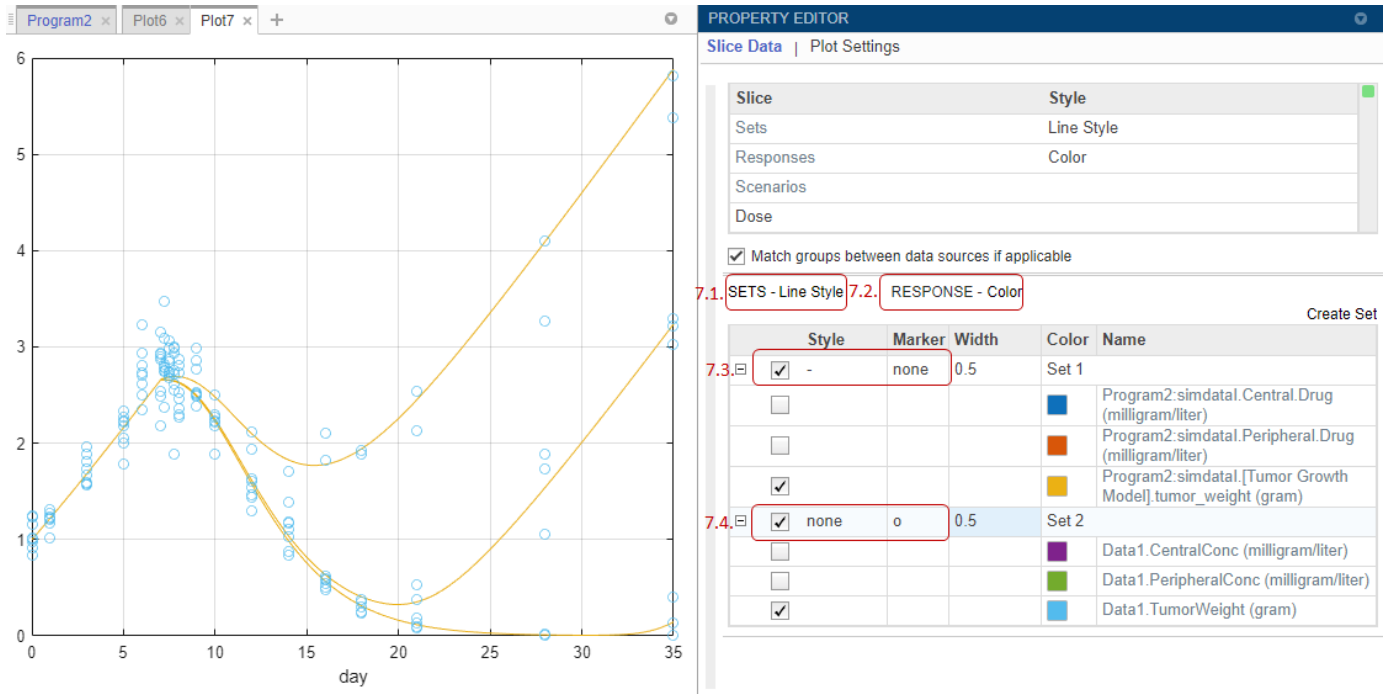 Program2 × Plot6 × Plot7 × +
6
5
4
3
2
1
0
0 5 10 15 20 25 30 35
day
PROPERTY EDITOR
Slice Data | Plot Settings
Slice Style
Sets Line Style
Responses Color
Scenarios
Dose
Match groups between data sources if applicable
7.1. SETS - Line Style 7.2. RESPONSE - Color
Create Set
Style Marker Width Color Name
7.3. - none 0.5 Set 1
Program2:simdataI.Central.Drug
(milligram/liter)
Program2:simdataI.Peripheral.Drug
(milligram/liter)
Program2:simdataI.[Tumor Growth
Model].tumor_weight (gram)
7.4. none o 0.5 Set 2
Data1.CentralConc (milligram/liter)
Data1.PeripheralConc (milligram/liter)
Data1.TumorWeight (gram)